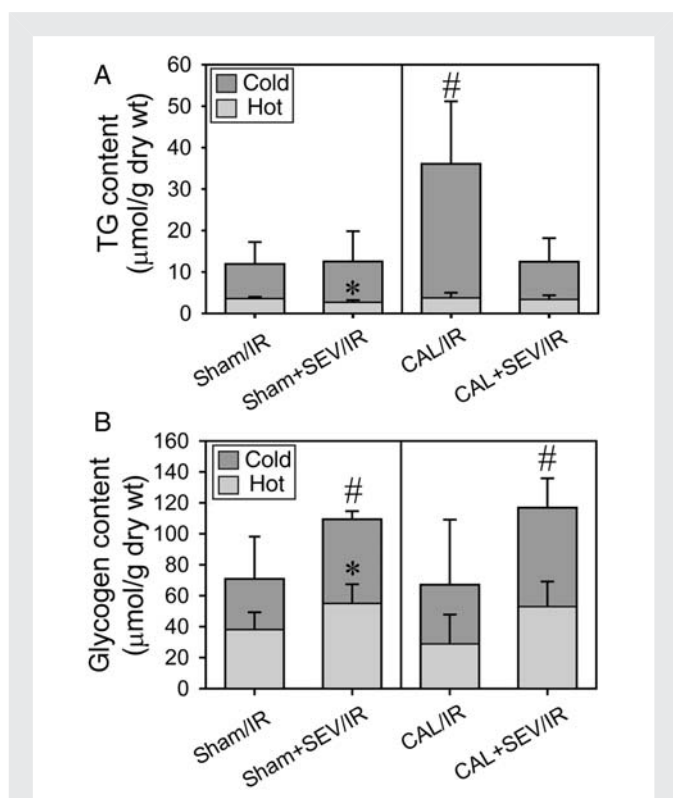 A
60
50
40
30
20
10
0
TG content
(μmol/g dry wt)
Cold
Hot
#
*
Sham/IR
Sham+SEV/IR
CAL/IR
CAL+SEV/IR
B
160
140
120
100
80
60
40
20
0
Glycogen content
(μmol/g dry wt)
Cold
Hot
#
*
#
Sham/IR
Sham+SEV/IR
CAL/IR
CAL+SEV/IR